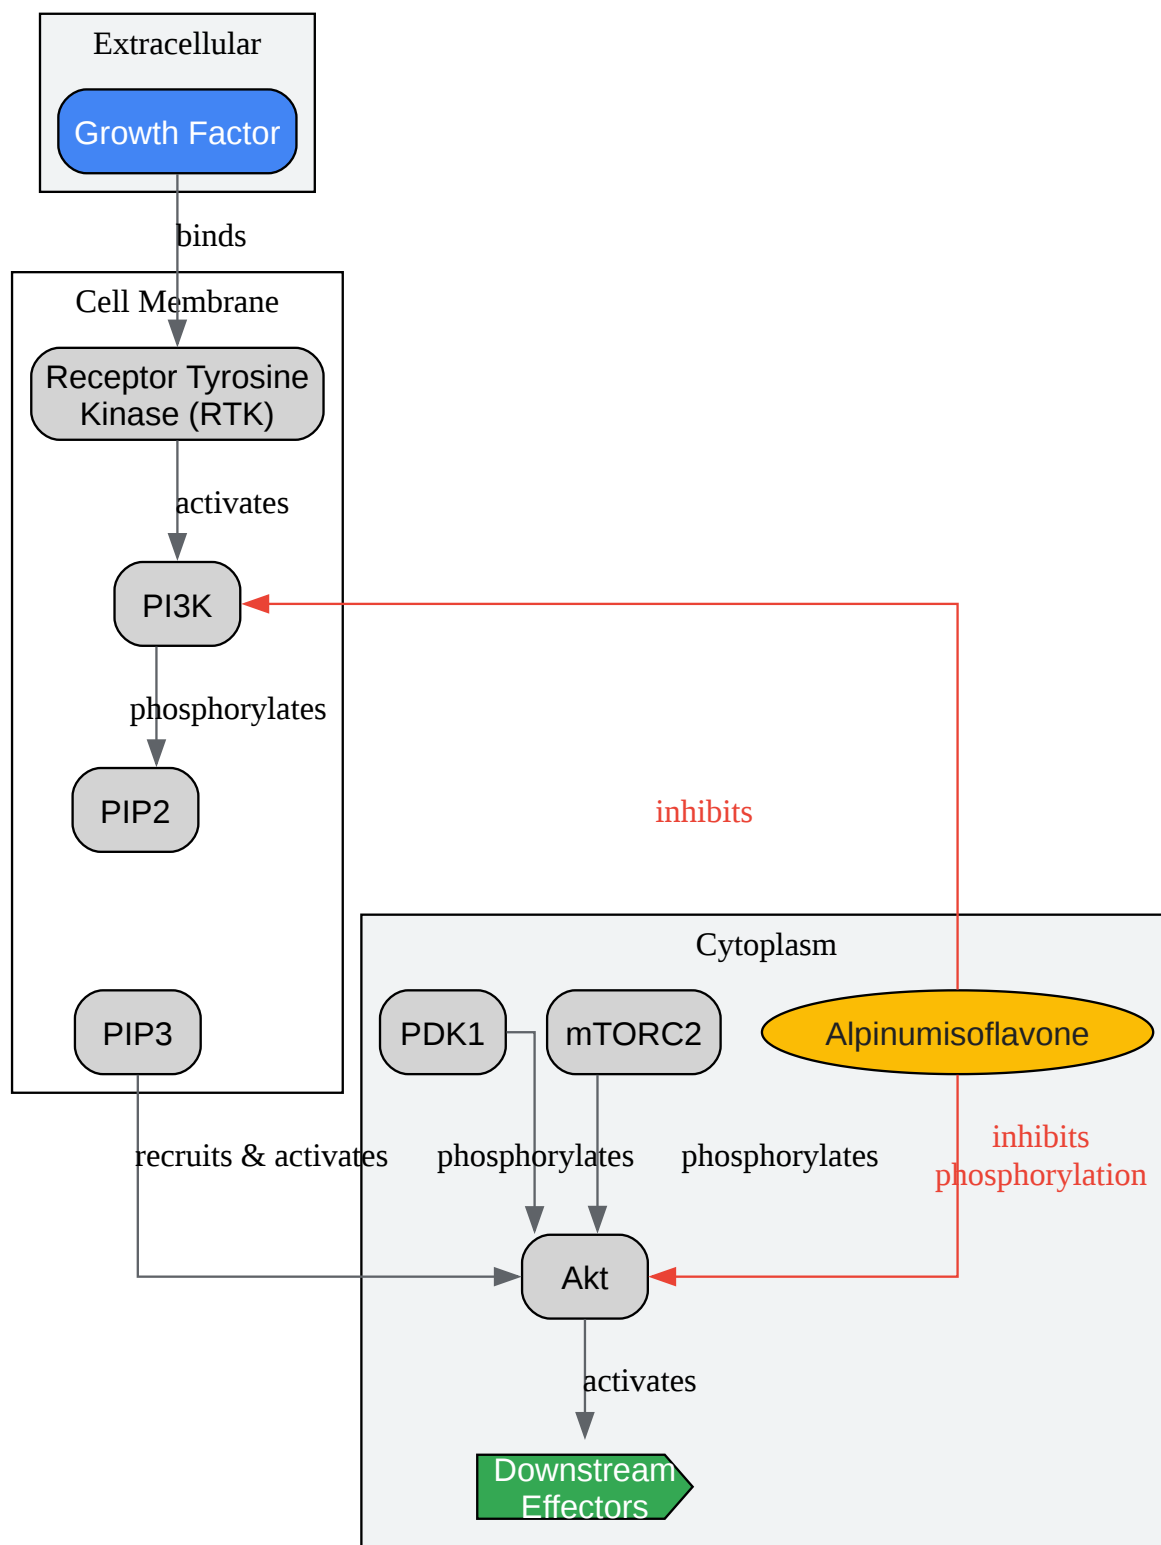 Extracellular
Growth Factor
binds
Cell Membrane
Receptor Tyrosine
Kinase (RTK)
activates
PI3K
phosphorylates
PIP2
inhibits
Cytoplasm
PIP3
PDK1
mTORC2
Alpinumisoflavone
recruits & activates
phosphorylates
phosphorylates
inhibits
phosphorylation
Akt
activates
Downstream
Effectors